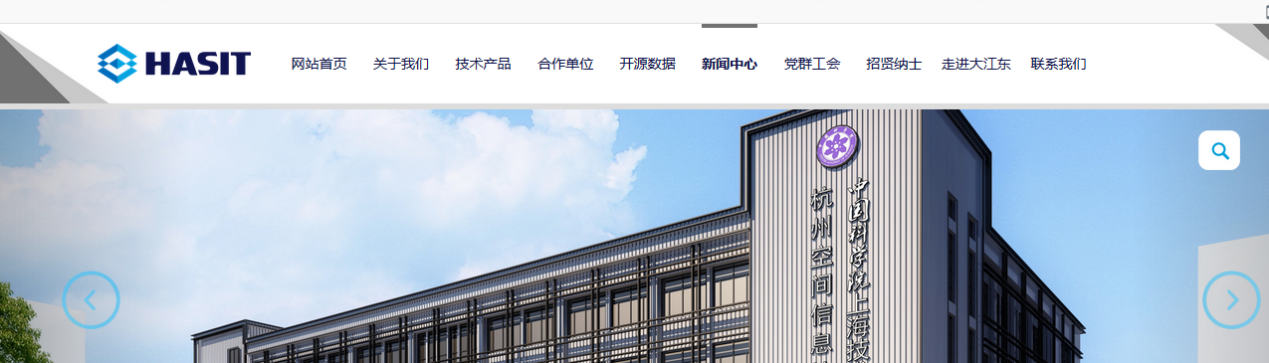 HASIT
网站首页
关于我们
技术产品
合作单位
开源数据
新闻中心
党群工会
招贤纳士
走进大江东
联系我们
中国科学院上海技
杭州空间信息